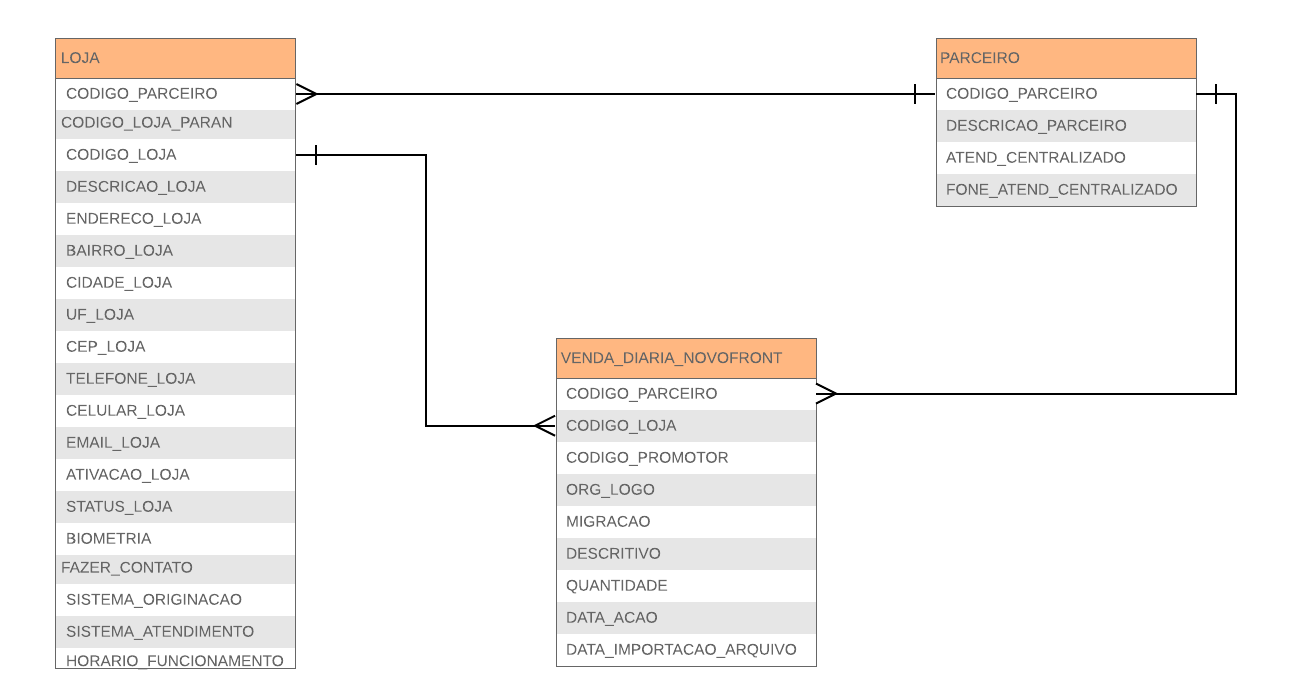 LOJA
CODIGO_PARCEIRO
CODIGO_LOJA_PARAN
CODIGO_LOJA
DESCRICAO_LOJA
ENDERECO_LOJA
BAIRRO_LOJA
CIDADE_LOJA
UF_LOJA
CEP_LOJA
TELEFONE_LOJA
CELULAR_LOJA
EMAIL_LOJA
ATIVACAO_LOJA
STATUS_LOJA
BIOMETRIA
FAZER_CONTATO
SISTEMA_ORIGINACAO
SISTEMA_ATENDIMENTO
HORARIO_FUNCIONAMENTO
PARCEIRO
CODIGO_PARCEIRO
DESCRICAO_PARCEIRO
ATEND_CENTRALIZADO
FONE_ATEND_CENTRALIZADO
VENDA_DIARIA_NOVOFRONT
CODIGO_PARCEIRO
CODIGO_LOJA
CODIGO_PROMOTOR
ORG_LOGO
MIGRACAO
DESCRITIVO
QUANTIDADE
DATA_ACAO
DATA_IMPORTACAO_ARQUIVO